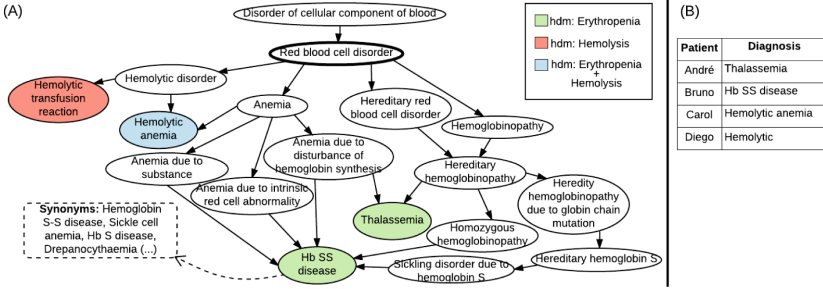 (A)
Disorder of cellular component of blood
Red blood cell disorder
hdm: Erythropenia
hdm: Hemolysis
hdm: Erythropenia
+
Hemolysis
Hemolytic
transfusion
reaction
Hemolytic disorder
Anemia
Hereditary red
blood cell disorder
Hemoglobinopathy
Hemolytic
anemia
Anemia due to
substance
Anemia due to
disturbance of
hemoglobin synthesis
Anemia due to intrinsic
red cell abnormality
Hereditary
hemoglobinopathy
Heredity
hemoglobinopathy
due to globin chain
mutation
Thalassemia
Homozygous
hemoglobinopathy
Synonyms: Hemoglobin
S-S disease, Sickle cell
anemia, Hb S disease,
Drepanocythaemia (...)
Hb SS
disease
Sickling disorder due to
hemoglobin S
Hereditary hemoglobin S
(B)
Patient Diagnosis
André Thalassemia
Bruno Hb SS disease
Carol Hemolytic anemia
Diego Hemolytic